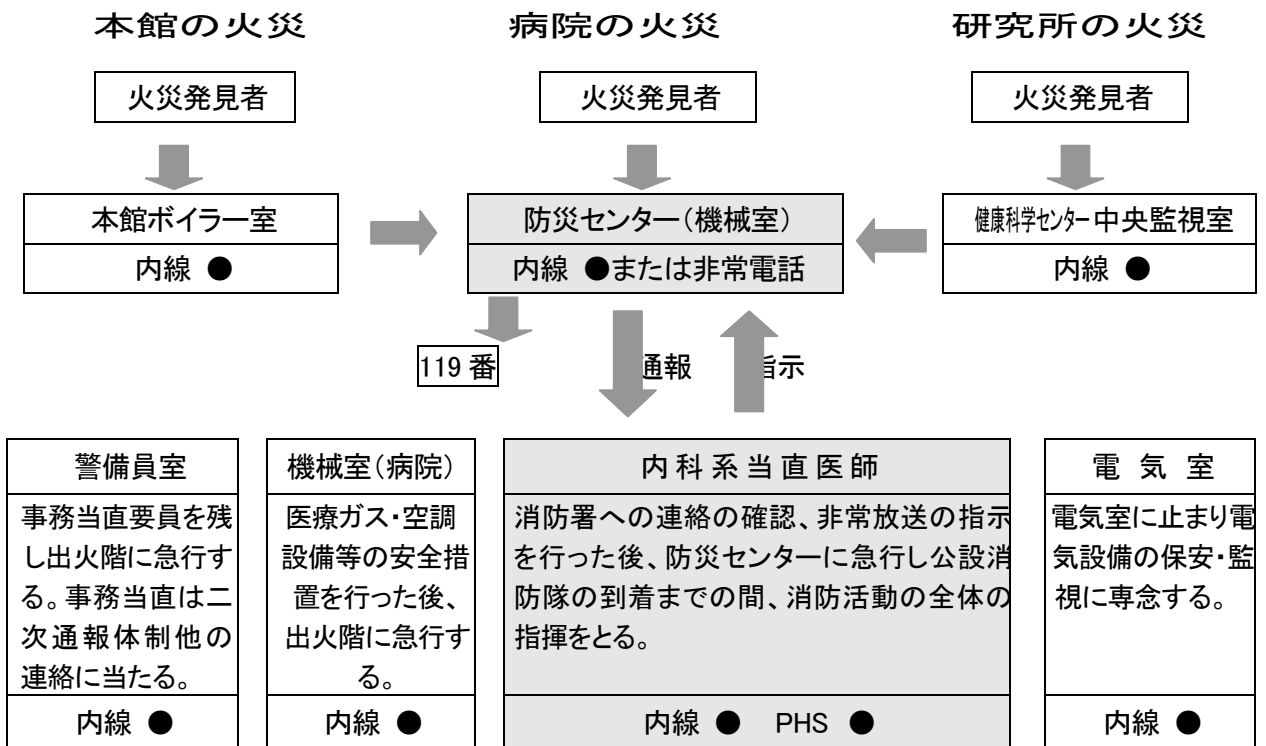 本館の火災
病院の火災
研究所の火災
火災発見者
火災発見者
火災発見者
本館ボイラー室
内線 ●
防災センター(機械室)
内線 ●または非常電話
健康科学センター中央監視室
内線 ●
119 番
通報
指示
警備員室
事務当直要員を残
し出火階に急行す
る。事務当直は二
次通報体制他の
連絡に当たる。
内線 ●
機械室(病院)
医療ガス・空調
設備等の安全措
置を行った後、
出火階に急行す
る。
内線 ●
内科系当直医師
消防署への連絡の確認、非常放送の指示
を行った後、防災センターに急行し公設消
防隊の到着までの間、消防活動の全体の
指揮をとる。
内線 ● PHS ●
電気室
電気室に止まり電
気設備の保安・監
視に専念する。
内線 ●